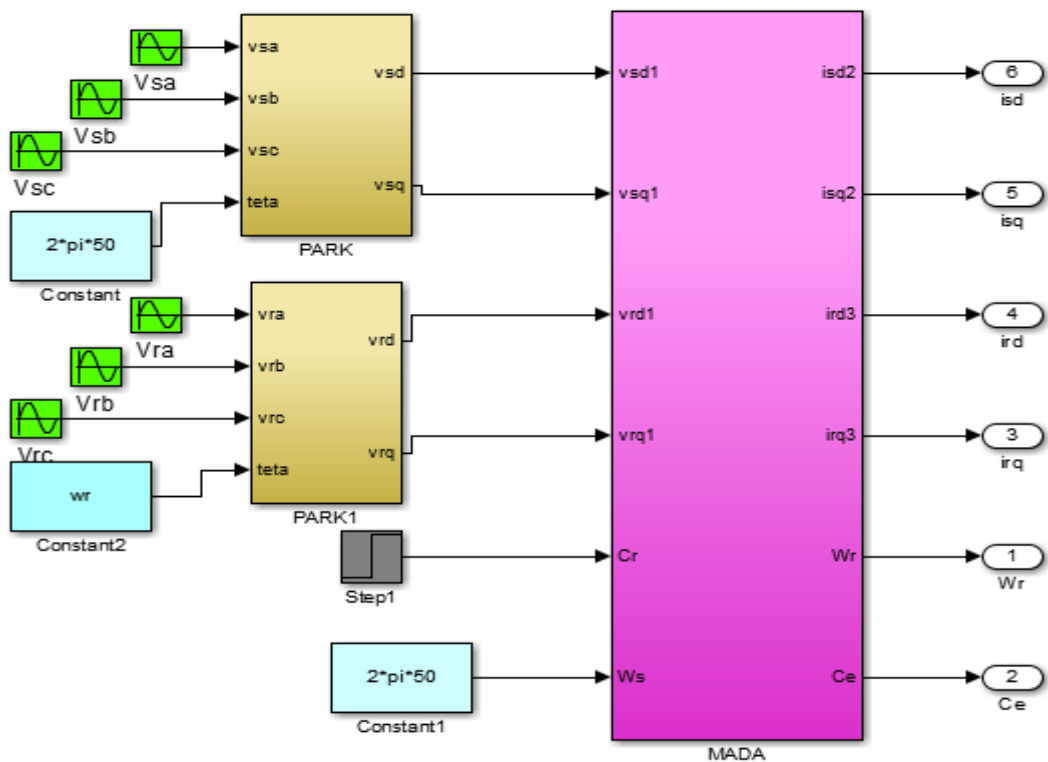 Vsa
Vsb
Vsc
2*pi*50
Constant
vsa
vsb
vsc
teta
vsd
vsq
PARK
Vra
Vrb
Vrc
wr
Constant2
vra
vrb
vrc
teta
vrd
vrq
PARK1
Step1
2*pi*50
Constant1
vsd1
vsq1
vrd1
vrq1
Cr
Ws
isd2
isq2
ird3
irq3
Wr
Ce
MADA
6
isd
5
isq
4
ird
3
irq
1
Wr
2
Ce